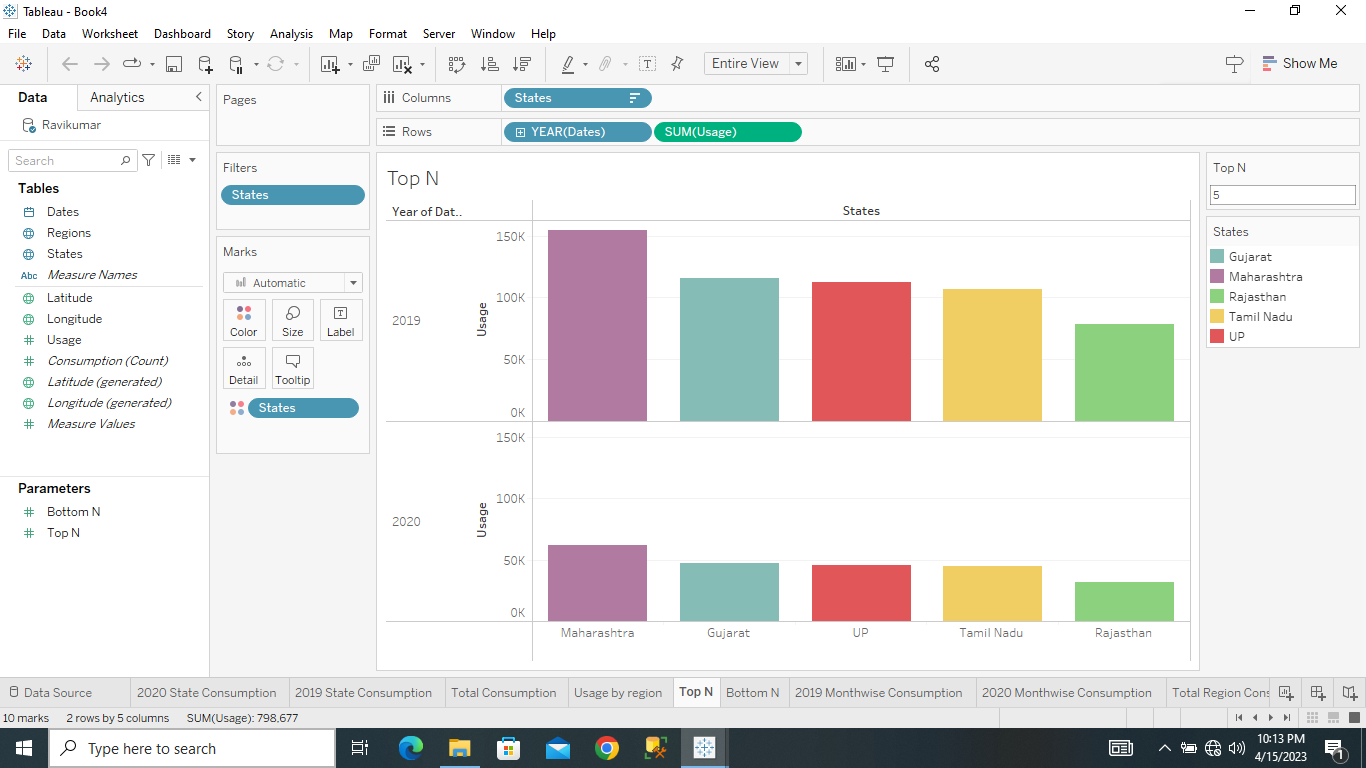 Tableau - Book4
File Data Worksheet Dashboard Story Analysis Map Format Server Window Help
Entire View
Show Me
Data Analytics
Ravikumar
Search
Tables
Dates
Regions
States
Abc Measure Names
Latitude
Longitude
Usage
Consumption (Count)
Latitude (generated)
Longitude (generated)
Measure Values
Parameters
Bottom N
Top N
Pages
Filters
States
Marks
Automatic
Color Size Label
Detail Tooltip
States
Columns States
Rows YEAR(Dates) SUM(Usage)
Top N
Year of Dat..
States
2019
Usage
150K
100K
50K
0K
2020
Usage
150K
100K
50K
0K
Maharashtra Gujarat UP Tamil Nadu Rajasthan
Top N
5
States
Gujarat
Maharashtra
Rajasthan
Tamil Nadu
UP
Data Source 2020 State Consumption 2019 State Consumption Total Consumption Usage by region Top N Bottom N 2019 Monthwise Consumption 2020 Monthwise Consumption Total Region Cons
10 marks 2 rows by 5 columns SUM(Usage): 798,677
Type here to search
10:13 PM
4/15/2023
1